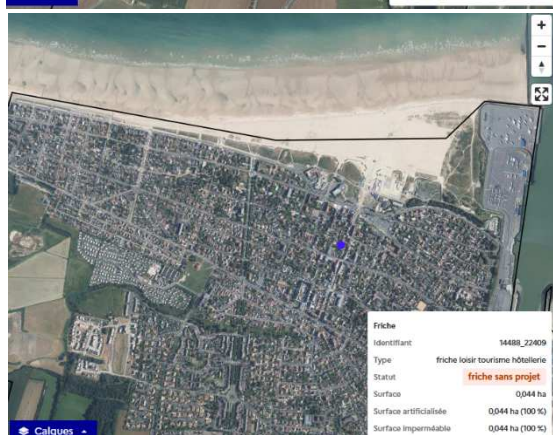 +
−
Friche
Identifiant 14488_22409
Type friche loisir tourisme hôtellerie
Statut friche sans projet
Surface 0,044 ha
Surface artificialisée 0,044 ha (100 %)
Surface imperméable 0,044 ha (100 %)
Calques